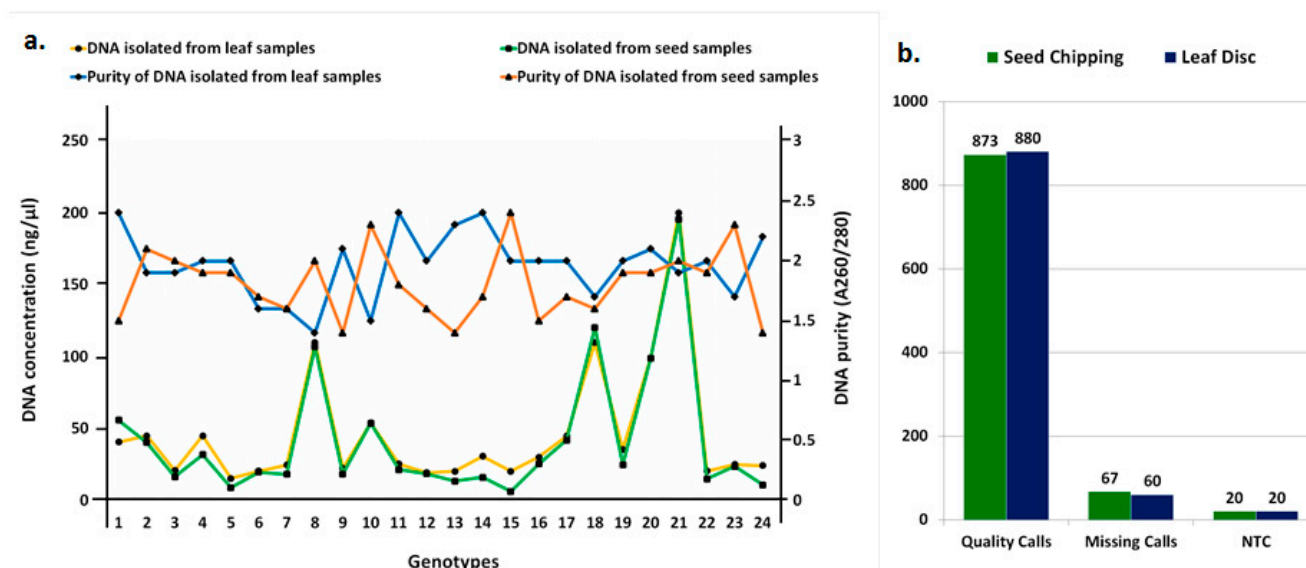 a.
DNA isolated from leaf samples
DNA isolated from seed samples
Purity of DNA isolated from leaf samples
Purity of DNA isolated from seed samples
DNA concentration (ng/µl)
250
200
150
100
50
0
3
2.5
2
1.5
1
0.5
0
DNA purity (A260/280)
1 2 3 4 5 6 7 8 9 10 11 12 13 14 15 16 17 18 19 20 21 22 23 24
Genotypes
b.
Seed Chipping
Leaf Disc
1000
800
600
400
200
0
873 880
67 60
20 20
Quality Calls Missing Calls NTC